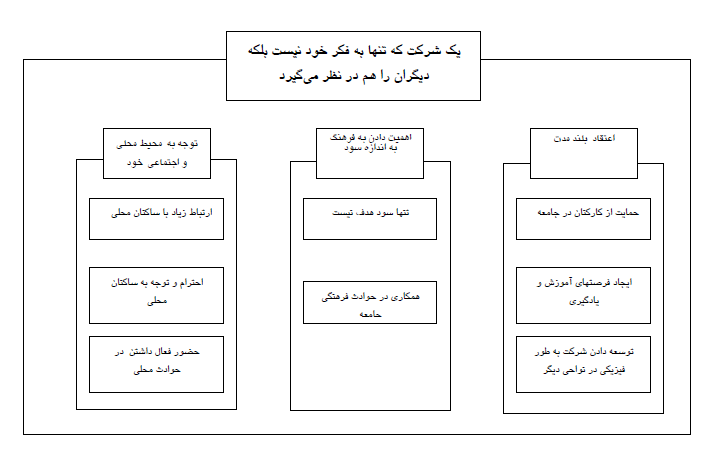 یک شرکت که تنها به فکر خود نیست بلکه
دیگران را هم در نظر می‌گیرد
اعتقاد بلند مدت
حمایت از کارکنان در جامعه
ایجاد فرصتهای آموزش و
یادگیری
توسعه دادن شرکت به طور
فیزیکی در نواحی دیگر
اهمیت دادن به فرهنگ
به اندازه سود
تنها سود هدف نیست
همکاری در حوادث فرهنگی
جامعه
توجه به محیط محلی
و اجتماعی خود
ارتباط زیاد با ساکنان محلی
احترام و توجه به ساکنان
محلی
حضور فعال داشتن در
حوادث محلی